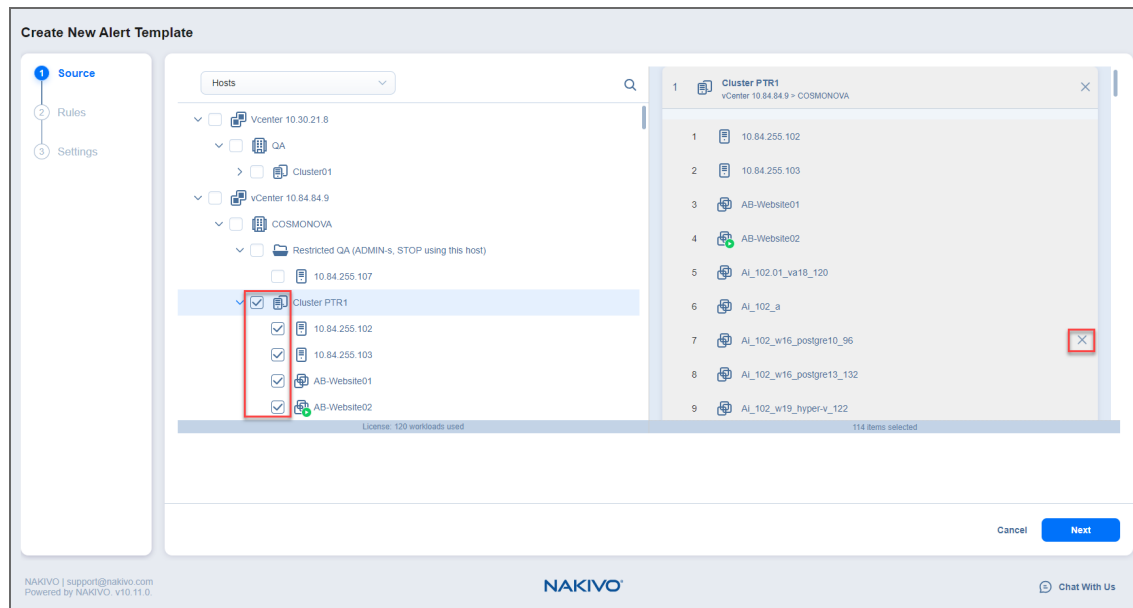 Create New Alert Template
1 Source
2 Rules
3 Settings
Hosts
Vcenter 10.30.21.8
QA
Cluster01
vCenter 10.84.84.9
COSMONOVA
Restricted QA (ADMIN-s, STOP using this host)
10.84.255.107
Cluster PTR1
10.84.255.102
10.84.255.103
AB-Website01
AB-Website02
License: 120 workloads used
1 Cluster PTR1
vCenter 10.84.84.9 > COSMONOVA
1 10.84.255.102
2 10.84.255.103
3 AB-Website01
4 AB-Website02
5 Ai_102.01_va18_120
6 Ai_102_a
7 Ai_102_w16_postgre10_96
8 Ai_102_w16_postgre13_132
9 Ai_102_w19_hyper-v_122
114 items selected
Cancel
Next
NAKIVO | support@nakivo.com
Powered by NAKIVO. v10.11.0.
NAKIVO
Chat With Us